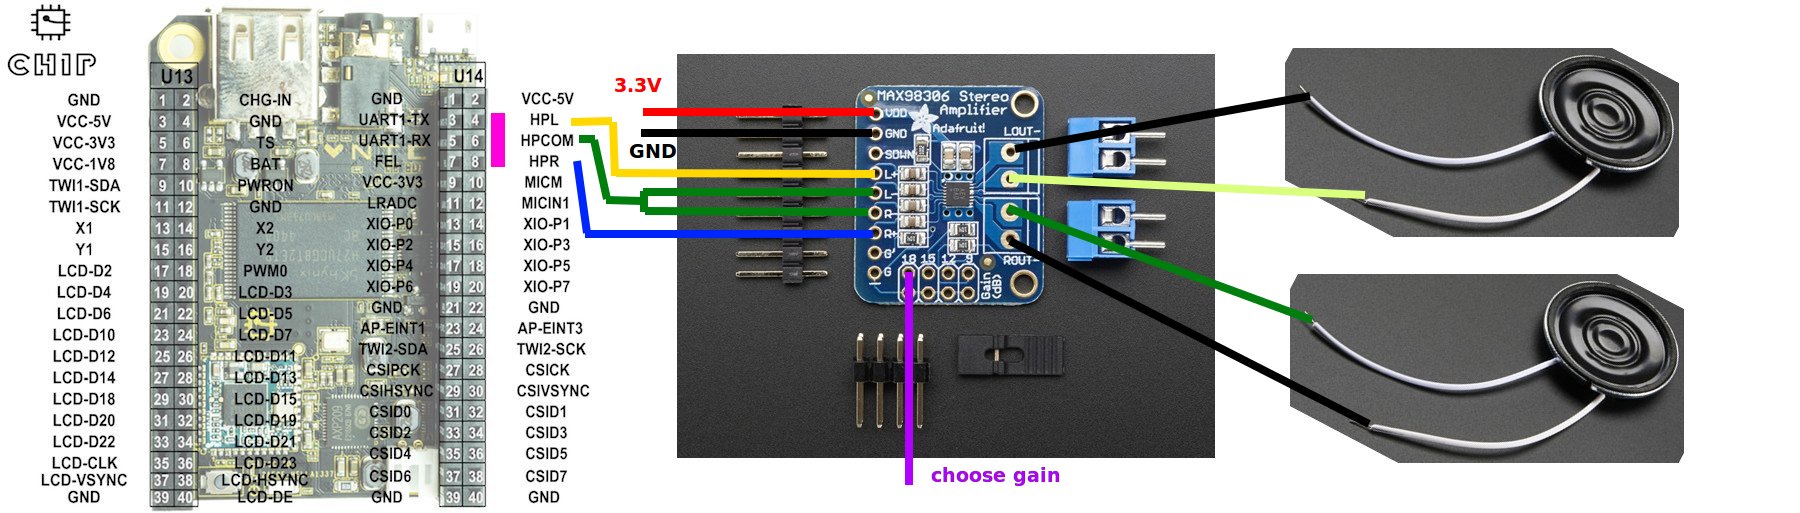 CHIP
U13
U14
GND 1 2 CHG-IN GND 1 2 VCC-5V
VCC-5V 3 4 GND UART1-TX 3 4 HPL
VCC-3V3 5 6 TS UART1-RX 5 6 HPCOM
VCC-1V8 7 8 BAT FEL 7 8 HPR
TWI1-SDA 9 10 PWRON VCC-3V3 9 10 MICM
TWI1-SCK 11 12 GND LRADC 11 12 MICIN1
X1 13 14 X2 XIO-P0 13 14 XIO-P1
Y1 15 16 Y2 XIO-P2 15 16 XIO-P3
LCD-D2 17 18 PWM0 XIO-P4 17 18 XIO-P5
LCD-D4 19 20 LCD-D3 XIO-P6 19 20 XIO-P7
LCD-D6 21 22 LCD-D5 GND 21 22 GND
LCD-D10 23 24 LCD-D7 AP-EINT1 23 24 AP-EINT3
LCD-D12 25 26 LCD-D11 TWI2-SDA 25 26 TWI2-SCK
LCD-D14 27 28 LCD-D13 CSIPCK 27 28 CSICK
LCD-D18 29 30 LCD-D15 CSIHSYNC 29 30 CSIVSYNC
LCD-D20 31 32 LCD-D19 CSID0 31 32 CSID1
LCD-D22 33 34 LCD-D21 CSID2 33 34 CSID3
LCD-CLK 35 36 LCD-D23 CSID4 35 36 CSID5
LCD-VSYNC 37 38 LCD-HSYNC CSID6 37 38 CSID7
GND 39 40 LCD-DE GND 39 40 GND
3.3V
GND
MAX98306 Stereo
Amplifier
Adafruit!
VDD
GND
SDWN
L+
L-
R-
R+
G'
G
LOUT-
ROUT-
18 15 12 9
Gain
(dB)
choose gain